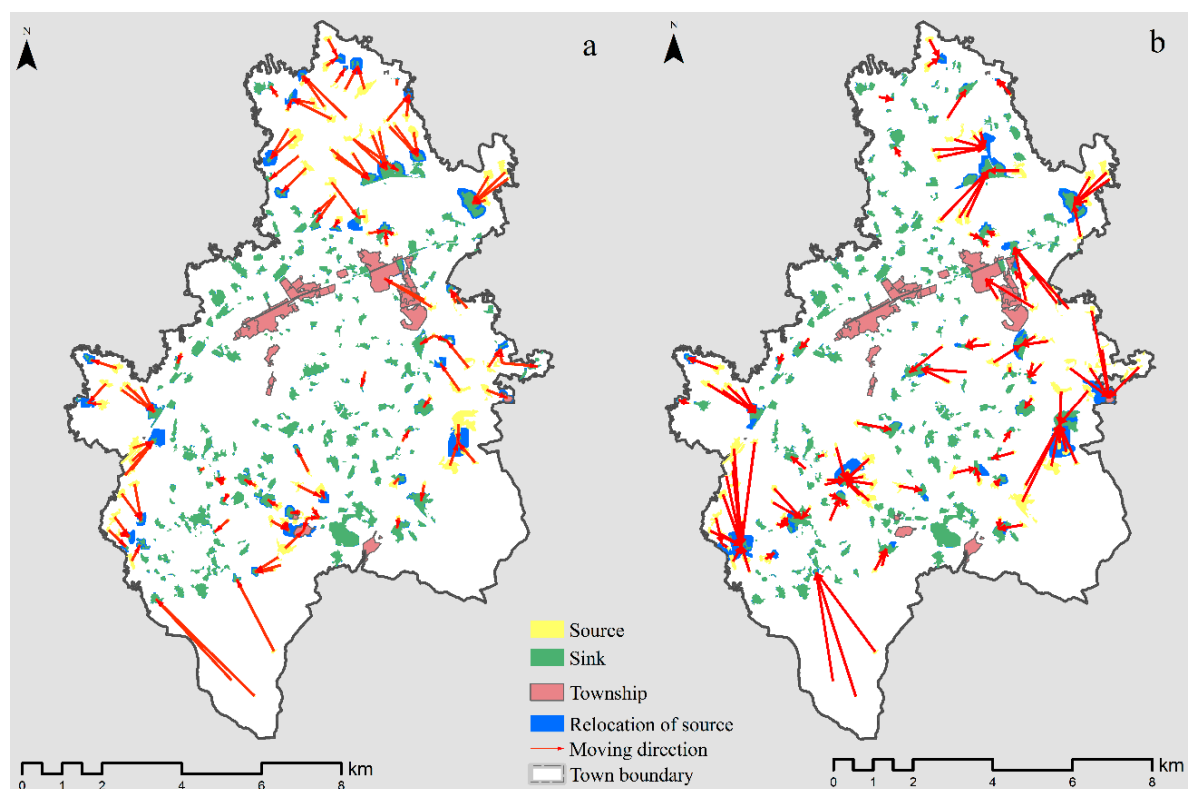 N
a
N
b
Source
Sink
Township
Relocation of source
Moving direction
Town boundary
km
0 1 2 4 6 8
km
0 1 2 4 6 8